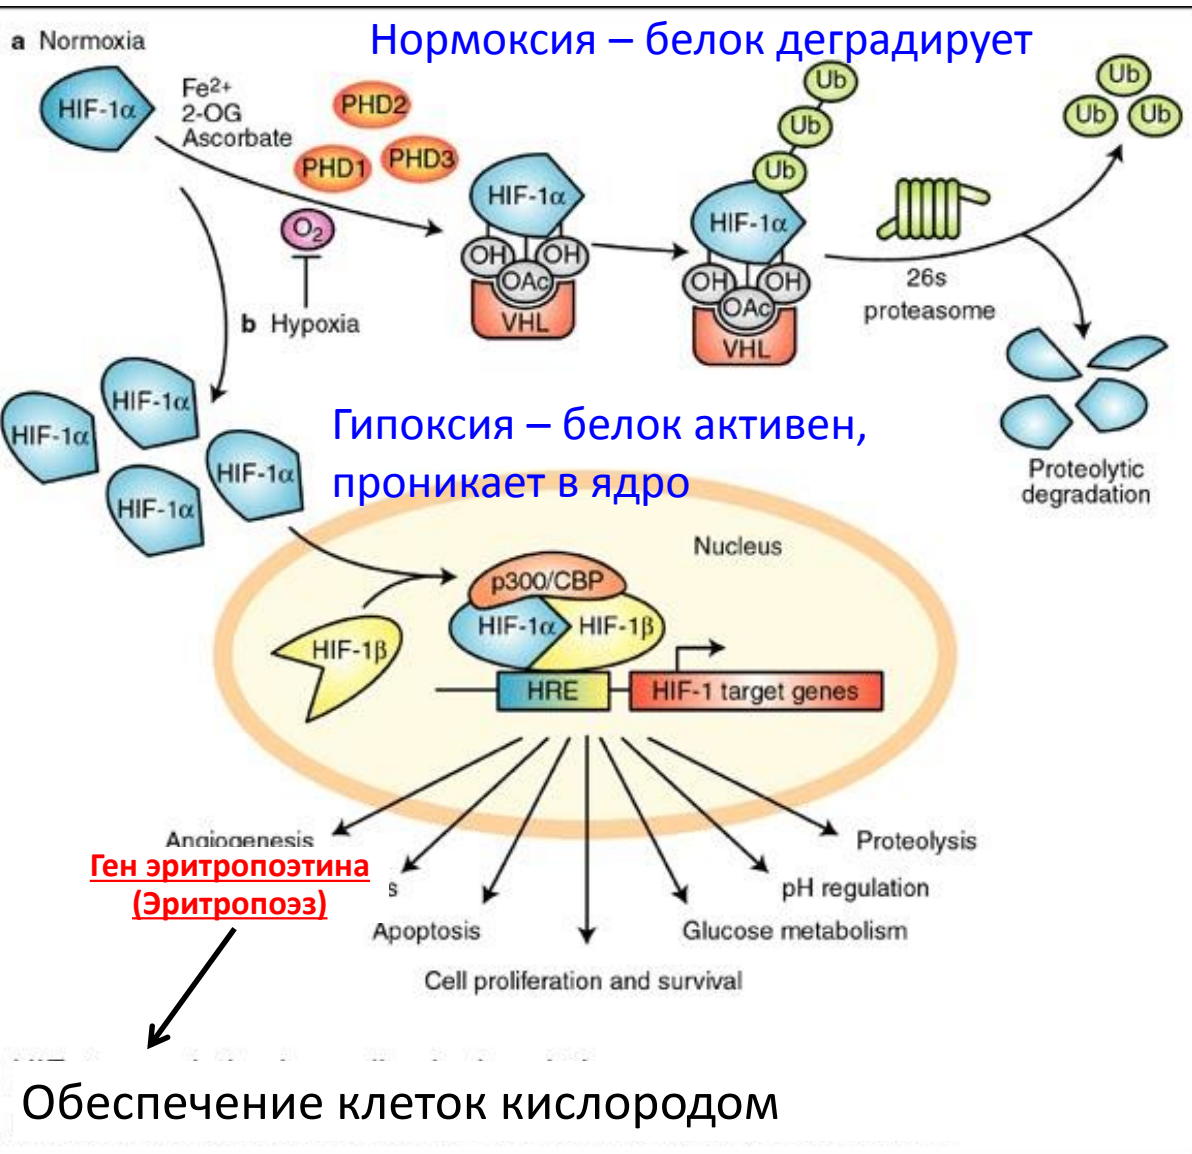 a Normoxia
Нормоксия – белок деградирует
HIF-1α
Fe2+
2-OG
Ascorbate
PHD2
PHD1
PHD3
O2
HIF-1α
OH
OH
OAc
VHL
Ub
Ub
Ub
HIF-1α
OH
OH
OAc
VHL
26s
proteasome
Ub
Ub
Ub
Proteolytic
degradation
b Hypoxia
HIF-1α
HIF-1α
HIF-1α
HIF-1α
Гипоксия – белок активен,
проникает в ядро
Nucleus
p300/CBP
HIF-1α
HIF-1β
HIF-1β
HRE
HIF-1 target genes
Angiogenesis
Ген эритропоэтина
(Эритропоэз)
s
Apoptosis
Cell proliferation and survival
Glucose metabolism
pH regulation
Proteolysis
Обеспечение клеток кислородом